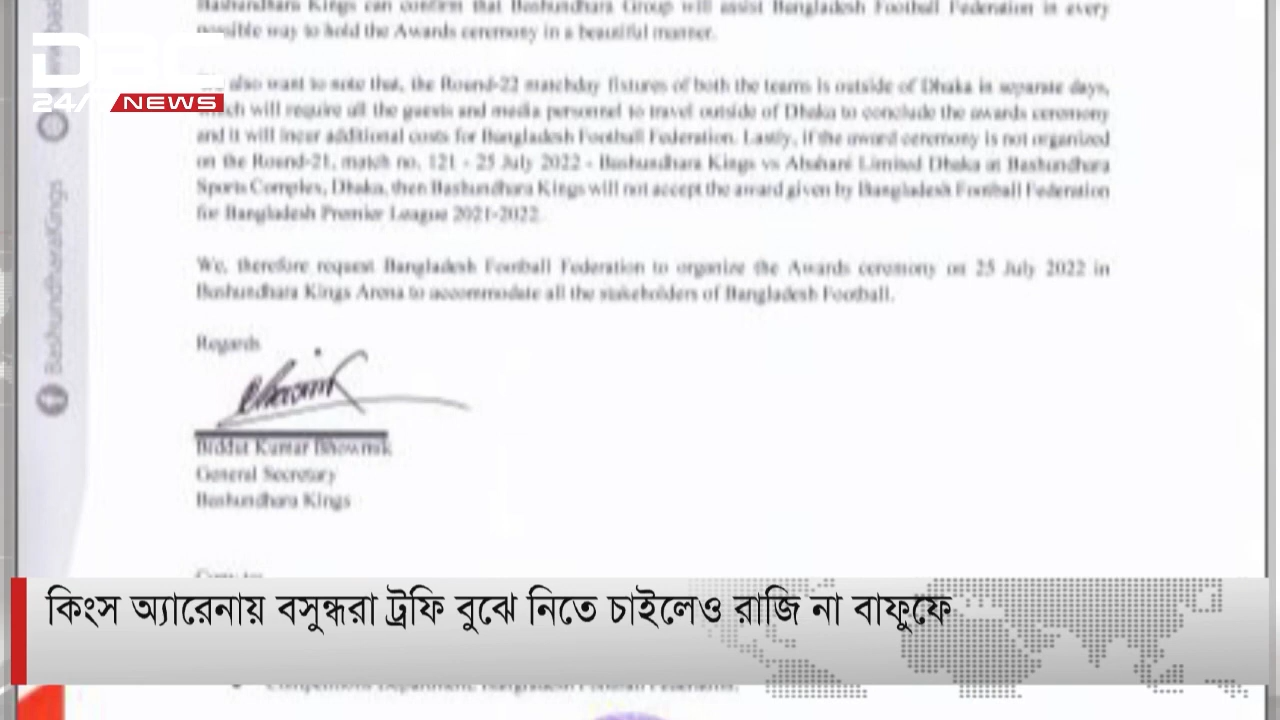 Bashundhara Kings can confirm that Bashundhara Group will assist Bangladesh Football Federation in every
possible way to hold the Awards ceremony in a beautiful manner.
DBC
24/7 NEWS
also want to note that, the Round-22 matchday fixtures of both the teams is outside of Dhaka in separate days,
which will require all the guests and media personnel to travel outside of Dhaka to conclude the awards ceremony
and it will incur additional costs for Bangladesh Football Federation. Lastly, if the award ceremony is not organized
on the Round-21, match no. 121 - 25 July 2022 - Bashundhara Kings vs Abahani Limited Dhaka at Bashundhara
Sports Complex, Dhaka, then Bashundhara Kings will not accept the award given by Bangladesh Football Federation
for Bangladesh Premier League 2021-2022.
We, therefore request Bangladesh Football Federation to organize the Awards ceremony on 25 July 2022 in
Bashundhara Kings Arena to accommodate all the stakeholders of Bangladesh Football.
BashundharaKings
Regards
Biddut Kumar Bhowmik
General Secretary
Bashundhara Kings
কিংস অ্যারেনায় বসুন্ধরা ট্রফি বুঝে নিতে চাইলেও রাজি না বাফুফে